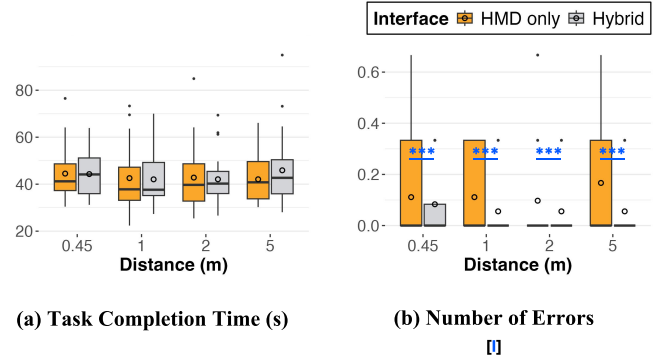 Interface HMD only Hybrid
80
60
40
20
0.45 1 2 5
Distance (m)
0.6
0.4
0.2
0.0
*** *** *** ***
0.45 1 2 5
Distance (m)
(a) Task Completion Time (s)
(b) Number of Errors
[I]